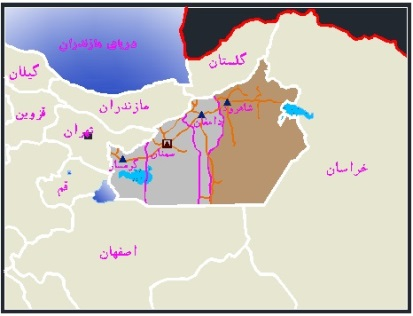 دریای مازندران
گلستان
گیلان
مازندران
قزوین
تهران
شاهرود
دامغان
سمنان
گرمسار
خراسان
قم
اصفهان